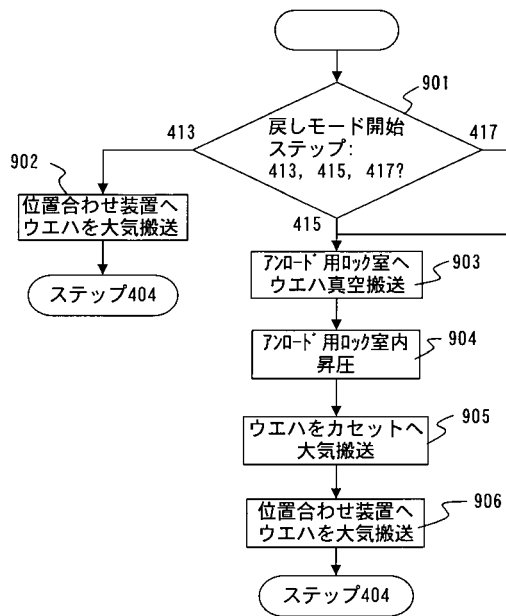 901
戻しモード開始
ステップ:
413, 415, 417?
413
417
415
902
位置合わせ装置へ
ウエハを大気搬送
ステップ404
903
アンロード用ロック室へ
ウエハ真空搬送
904
アンロード用ロック室内
昇圧
905
ウエハをカセットへ
大気搬送
906
位置合わせ装置へ
ウエハを大気搬送
ステップ404